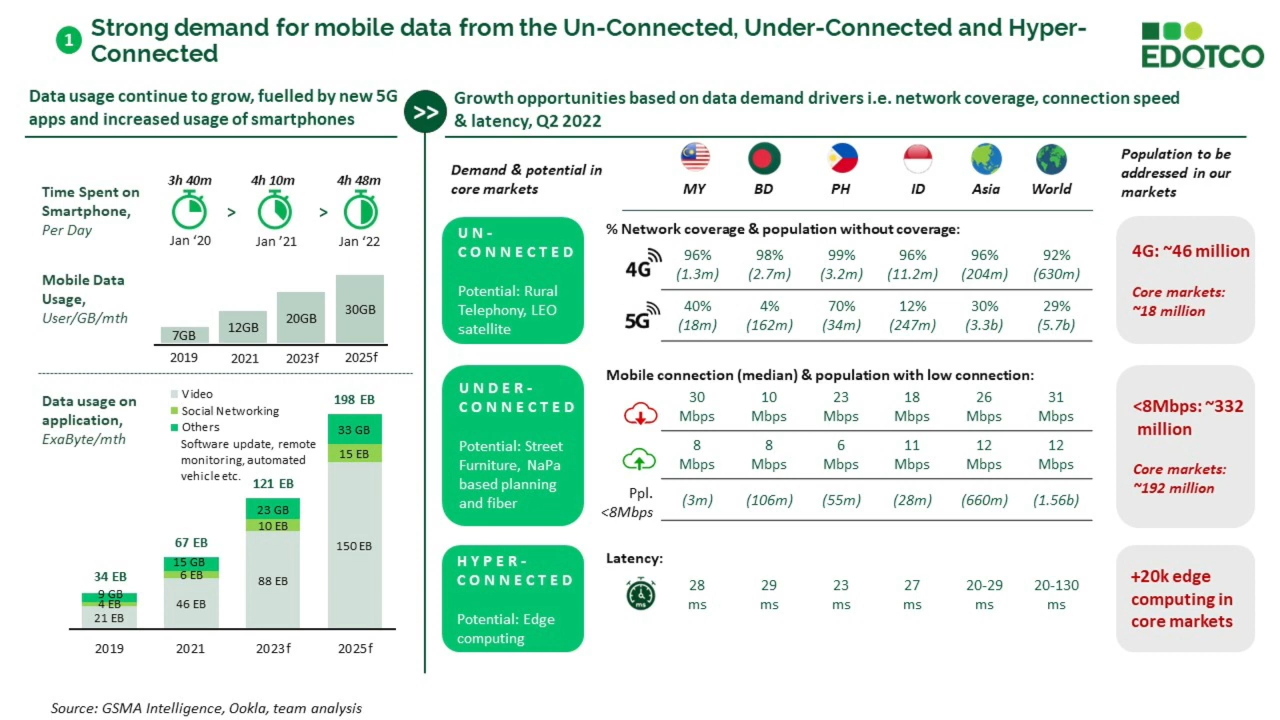 1
Strong demand for mobile data from the Un-Connected, Under-Connected and Hyper-
Connected
EDOTCO
Data usage continue to grow, fuelled by new 5G
apps and increased usage of smartphones
>>
Growth opportunities based on data demand drivers i.e. network coverage, connection speed
& latency, Q2 2022
Time Spent on
Smartphone,
Per Day
3h 40m > 4h 10m > 4h 48m
Jan ‘20 Jan ’21 Jan ‘22
Mobile Data
Usage,
User/GB/mth
7GB 12GB 20GB 30GB
2019 2021 2023f 2025f
Data usage on
application,
ExaByte/mth
Video
Social Networking
Others
Software update, remote
monitoring, automated
vehicle etc.
34 EB
9 GB
4 EB
21 EB
67 EB
15 GB
6 EB
46 EB
121 EB
23 GB
10 EB
88 EB
198 EB
33 GB
15 EB
150 EB
2019 2021 2023f 2025f
Demand & potential in
core markets
MY BD PH ID Asia World
Population to be
addressed in our
markets
UN-
CONNECTED
Potential: Rural
Telephony, LEO
satellite
% Network coverage & population without coverage:
4G
96% 98% 99% 96% 96% 92%
(1.3m) (2.7m) (3.2m) (11.2m) (204m) (630m)
5G
40% 4% 70% 12% 30% 29%
(18m) (162m) (34m) (247m) (3.3b) (5.7b)
4G: ~46 million
Core markets:
~18 million
UNDER-
CONNECTED
Potential: Street
Furniture, NaPa
based planning
and fiber
Mobile connection (median) & population with low connection:
30 10 23 18 26 31
Mbps Mbps Mbps Mbps Mbps Mbps
8 8 6 11 12 12
Mbps Mbps Mbps Mbps Mbps Mbps
Ppl.
<8Mbps
(3m) (106m) (55m) (28m) (660m) (1.56b)
<8Mbps: ~332
million
Core markets:
~192 million
HYPER-
CONNECTED
Potential: Edge
computing
Latency:
ms
28 29 23 27 20-29 20-130
ms ms ms ms ms ms
+20k edge
computing in
core markets
Source: GSMA Intelligence, Ookla, team analysis